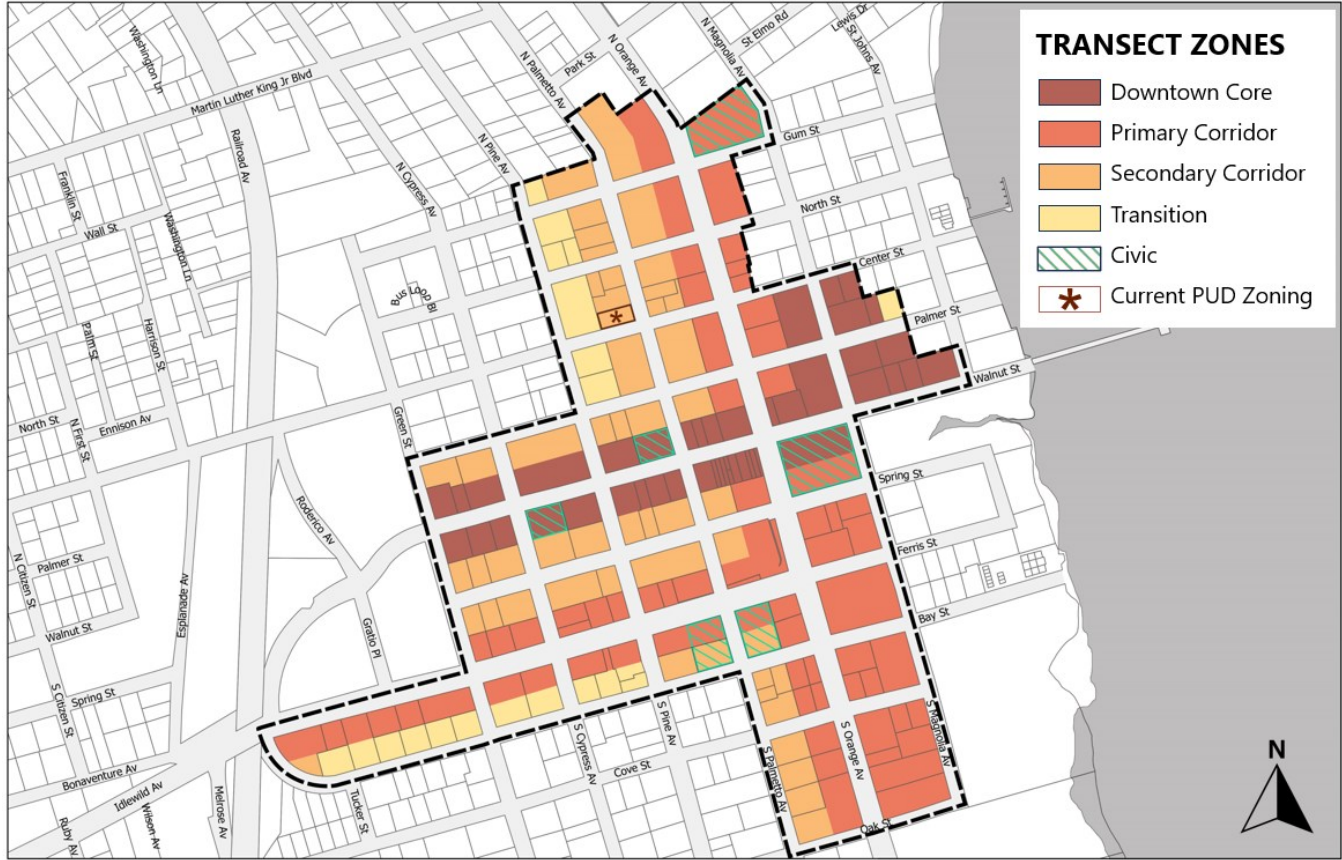 TRANSECT ZONES
Downtown Core
Primary Corridor
Secondary Corridor
Transition
Civic
* Current PUD Zoning
Washington Ln
Martin Luther King Jr Blvd
Railroad Av
N Palmetto Av
Park St
N Orange Av
N Magnolia Av
St Elmo Rd
Lewis Dr
St Johns Av
Gum St
N Pine Av
N Cypress Av
Franklin St
Wall St
Washington Ln
North St
Center St
Bus Loop Bl
*
Palmer St
Palm St
Harrison St
Walnut St
North St
N First St
Ennison Av
Green St
Spring St
Roderico Av
Ferris St
N Citizen St
Palmer St
Esplanade Av
Bay St
Walnut St
Gratio Pl
S Citizen St
Spring St
S Cypress Av
S Pine Av
S Palmetto Av
S Orange Av
S Magnolia Av
Cove St
Bonaventure Av
Idlewild Av
Ruby Av
Wilson Av
Melrose Av
Tucker St
Oak St
N